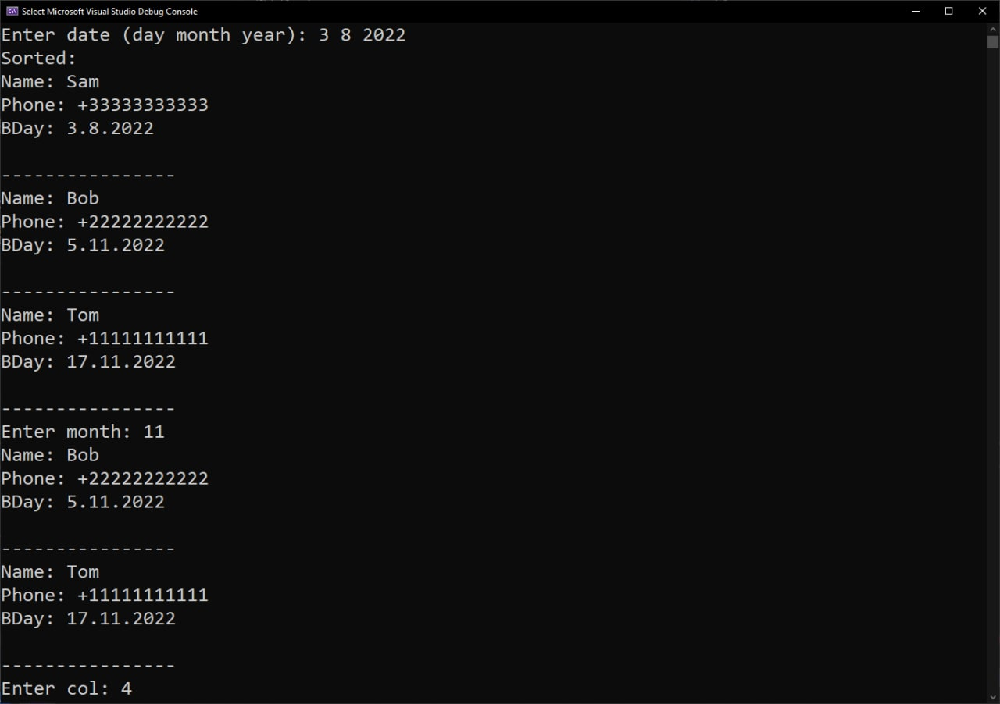 Select Microsoft Visual Studio Debug Console
Enter date (day month year): 3 8 2022
Sorted:
Name: Sam
Phone: +33333333333
BDay: 3.8.2022
----------------
Name: Bob
Phone: +22222222222
BDay: 5.11.2022
----------------
Name: Tom
Phone: +11111111111
BDay: 17.11.2022
----------------
Enter month: 11
Name: Bob
Phone: +22222222222
BDay: 5.11.2022
----------------
Name: Tom
Phone: +11111111111
BDay: 17.11.2022
----------------
Enter col: 4